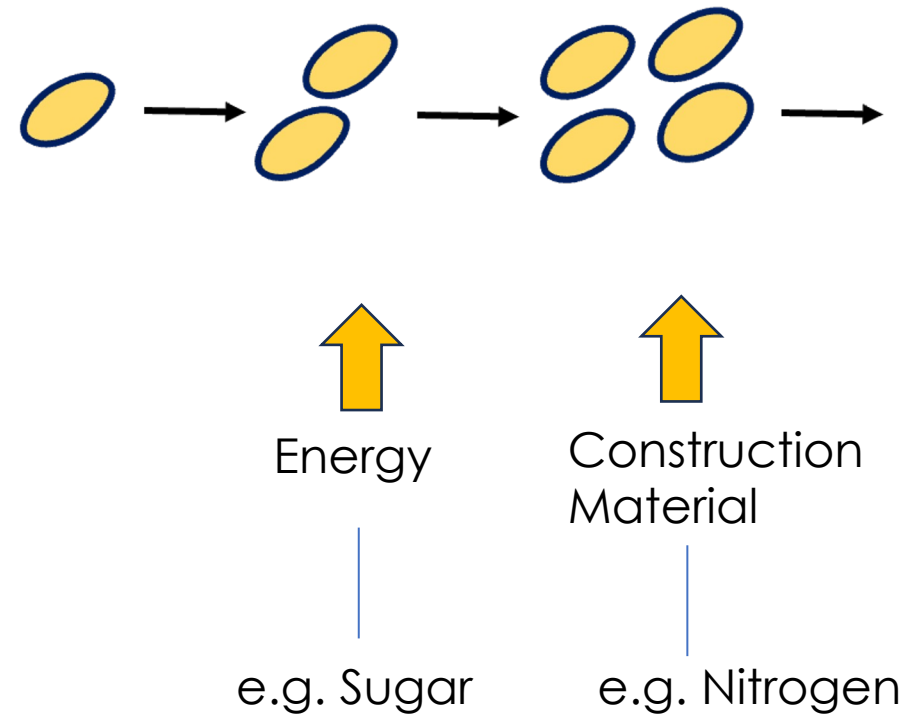 Energy
Construction
Material
e.g. Sugar
e.g. Nitrogen